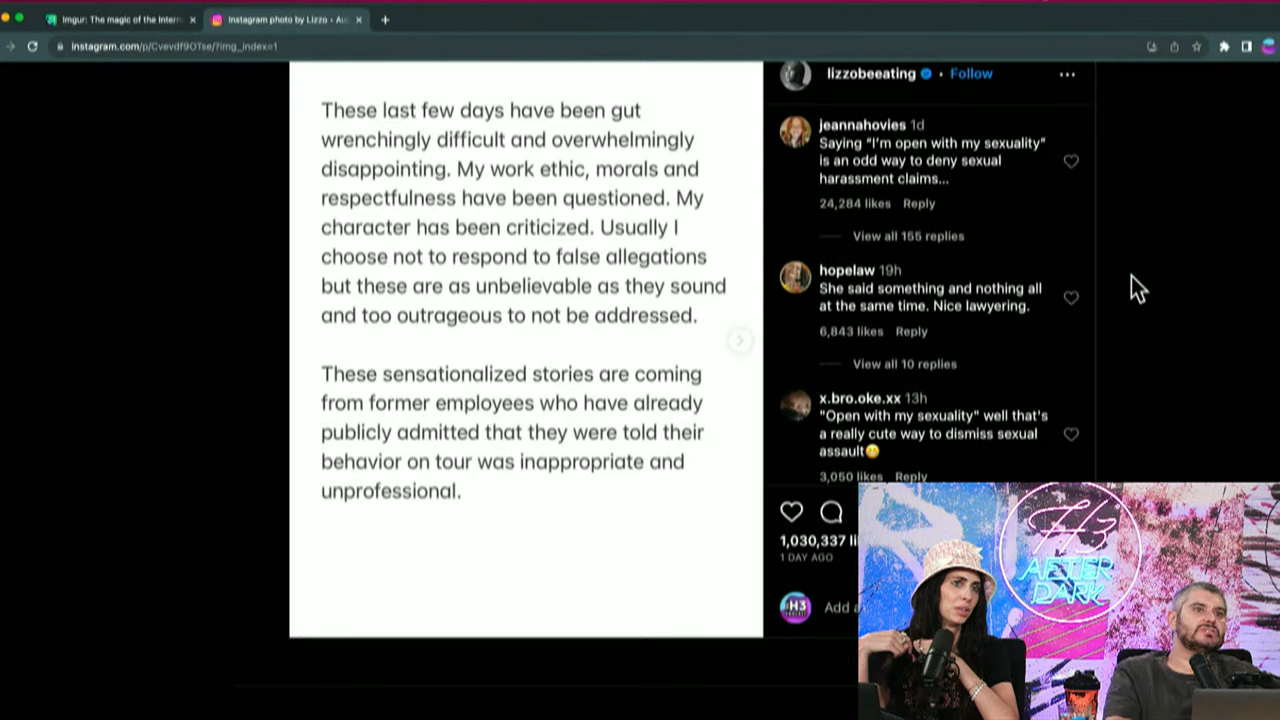 Imgur: The magic of the Intern
Instagram photo by Lizzo • Au
instagram.com/p/Cvevdf9OTse/?img_index=1
These last few days have been gut
wrenchingly difficult and overwhelmingly
disappointing. My work ethic, morals and
respectfulness have been questioned. My
character has been criticized. Usually I
choose not to respond to false allegations
but these are as unbelievable as they sound
and too outrageous to not be addressed.
These sensationalized stories are coming
from former employees who have already
publicly admitted that they were told their
behavior on tour was inappropriate and
unprofessional.
lizzobeeating • Follow
jeannahovies 1d
Saying "I'm open with my sexuality"
is an odd way to deny sexual
harassment claims...
24,284 likes Reply
View all 155 replies
hopelaw 19h
She said something and nothing all
at the same time. Nice lawyering.
6,843 likes Reply
View all 10 replies
x.bro.oke.xx 13h
"Open with my sexuality" well that's
a really cute way to dismiss sexual
assault😬
3,050 likes Reply
1,030,337 li
1 DAY AGO
H3
Add a
H3
AFTER
DARK